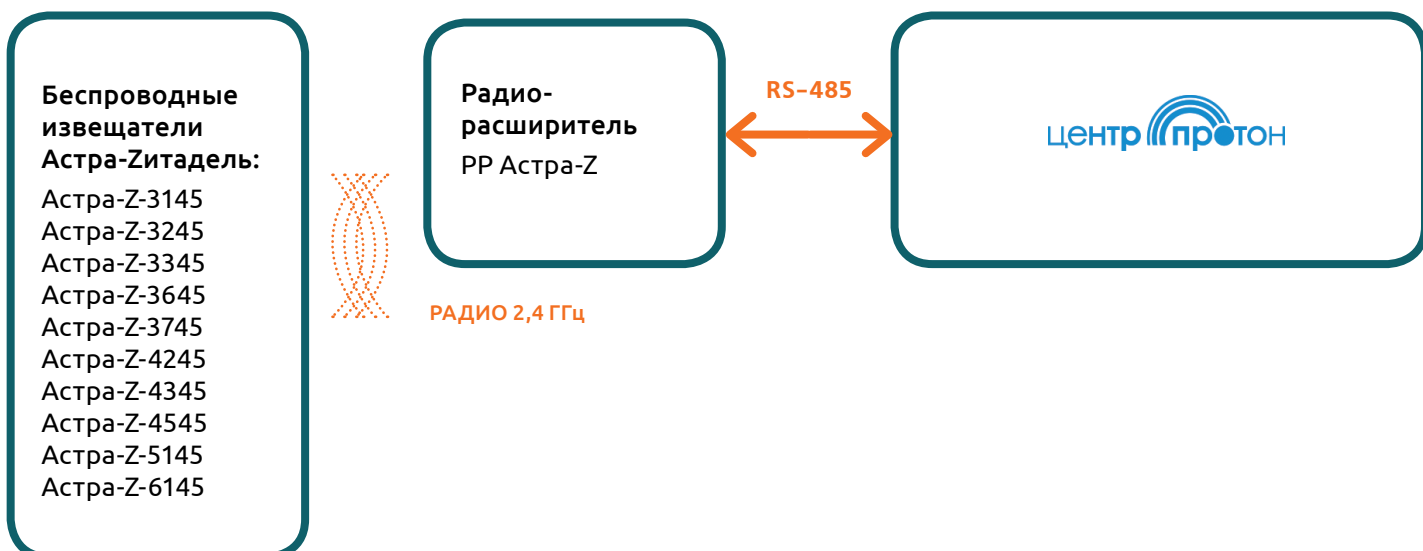 Беспроводные
извещатели
Астра-Zитадель:
Астра-Z-3145
Астра-Z-3245
Астра-Z-3345
Астра-Z-3645
Астра-Z-3745
Астра-Z-4245
Астра-Z-4345
Астра-Z-4545
Астра-Z-5145
Астра-Z-6145
РАДИО 2,4 ГГц
Радио-
расширитель
РР Астра-Z
RS-485
центр протон